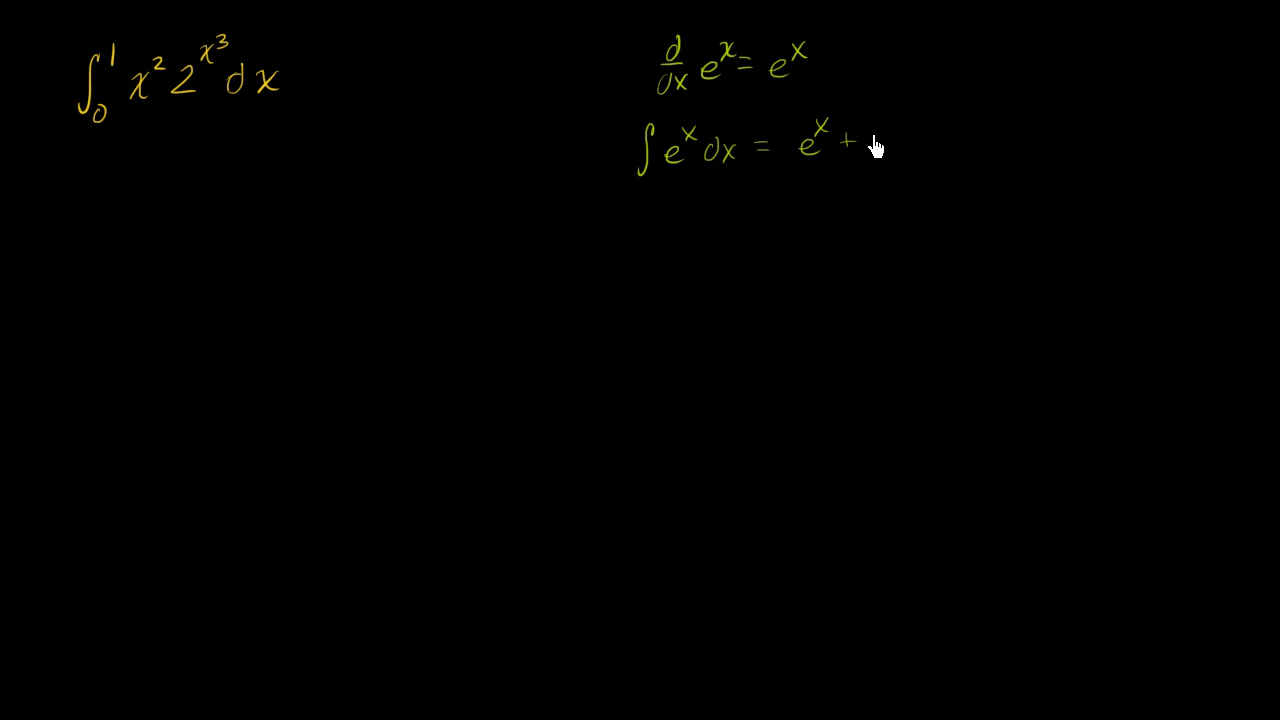 ∫₀¹ x² 2^{x³} dx
d/dx e^x = e^x
∫ e^x dx = e^x +